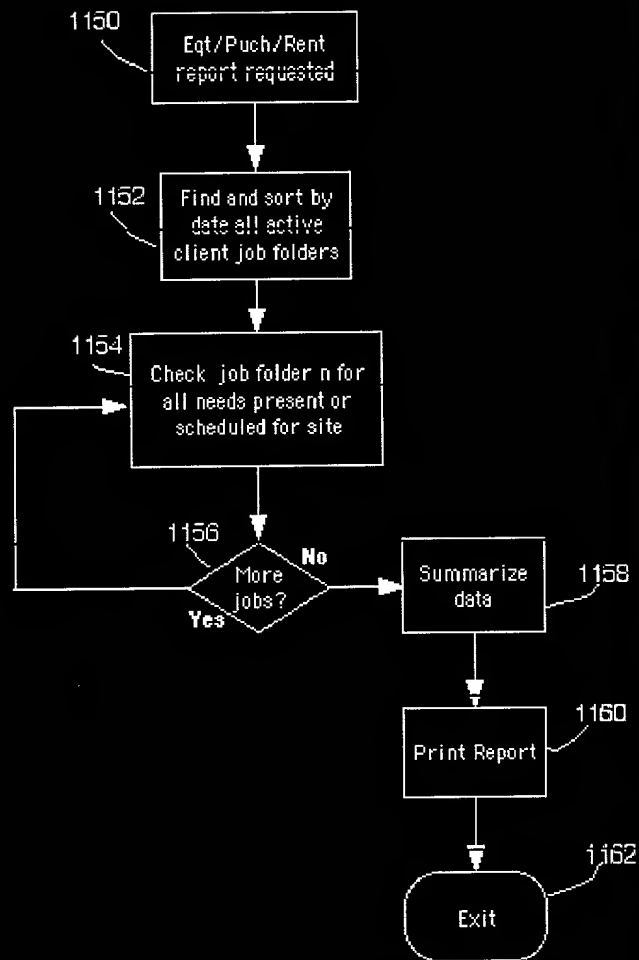 1150
Eqt/Puch/Rent
report requested
1152
Find and sort by
date all active
client job folders
1154
Check job folder n for
all needs present or
scheduled for site
1156
More
jobs?
No
Yes
Summarize
data
1158
Print Report
1160
Exit
1162